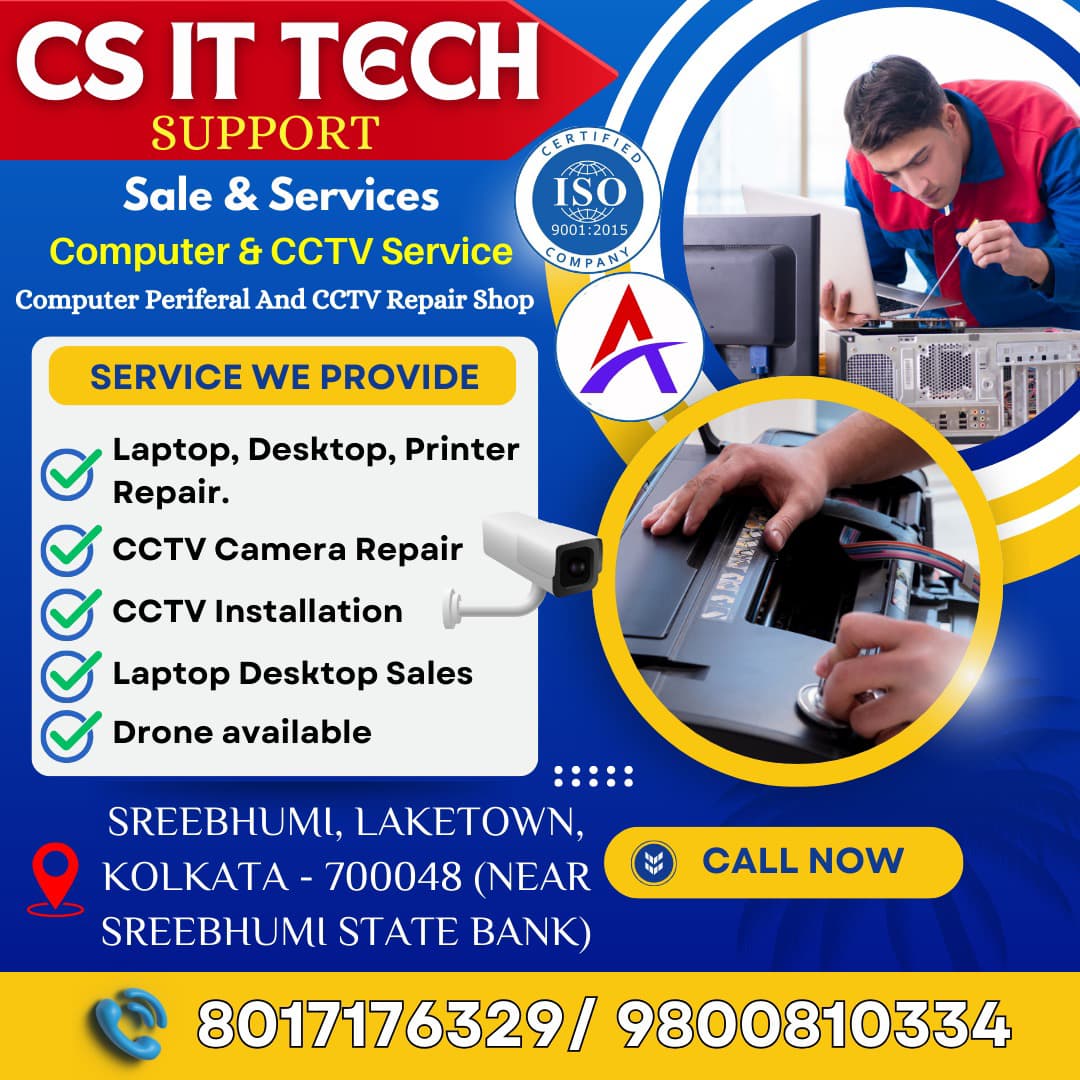 CS IT TECH
SUPPORT
Sale & Services
Computer & CCTV Service
Computer Periferal And CCTV Repair Shop
CERTIFIED
ISO
9001:2015
COMPANY
SERVICE WE PROVIDE
Laptop, Desktop, Printer
Repair.
CCTV Camera Repair
CCTV Installation
Laptop Desktop Sales
Drone available
SREEBHUMI, LAKETOWN,
KOLKATA - 700048 (NEAR
SREEBHUMI STATE BANK)
CALL NOW
8017176329/ 9800810334